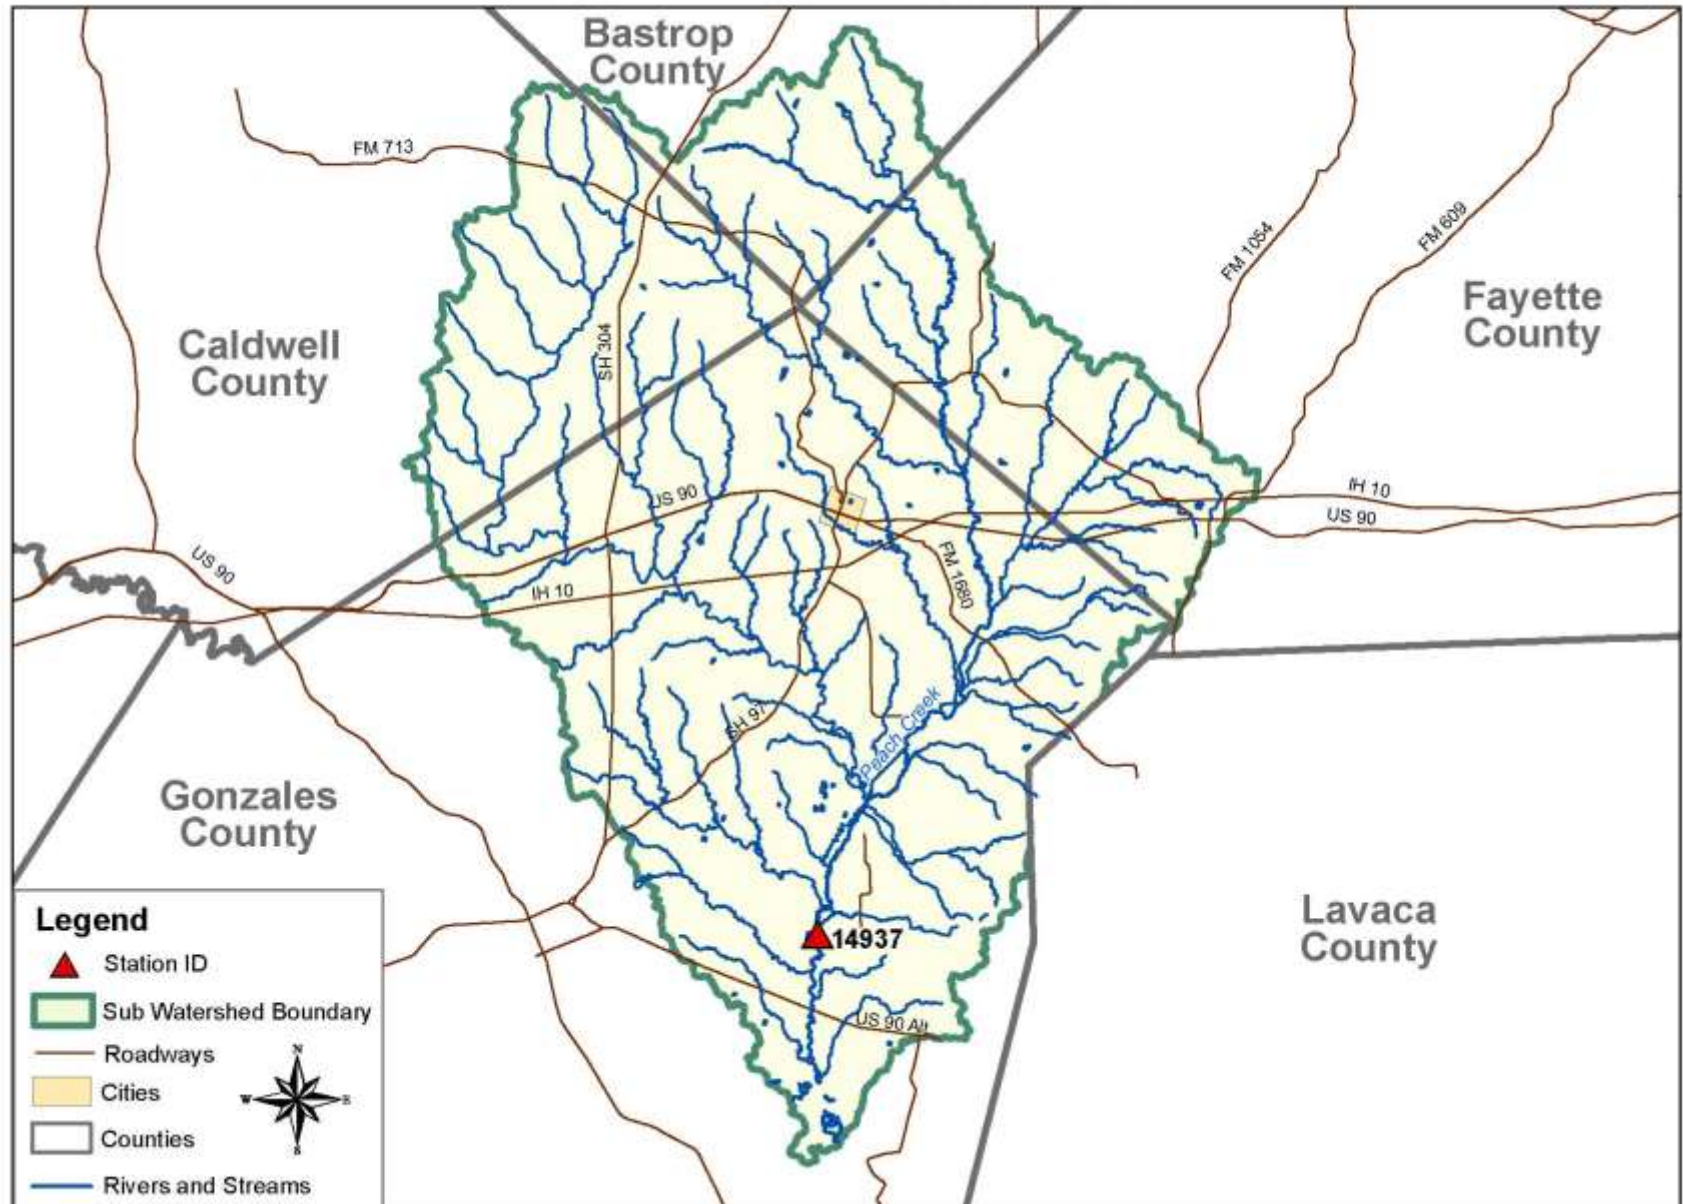 Bastrop
County
FM 713
FM 1054
FM 609
Fayette
County
Caldwell
County
SH 304
US 90
IH 10
US 90
US 90
FM 1680
IH 10
Peach Creek
SH 97
Gonzales
County
Lavaca
County
14937
US 90 Alt
Legend
Station ID
Sub Watershed Boundary
Roadways
Cities
Counties
Rivers and Streams
N
W
E
S